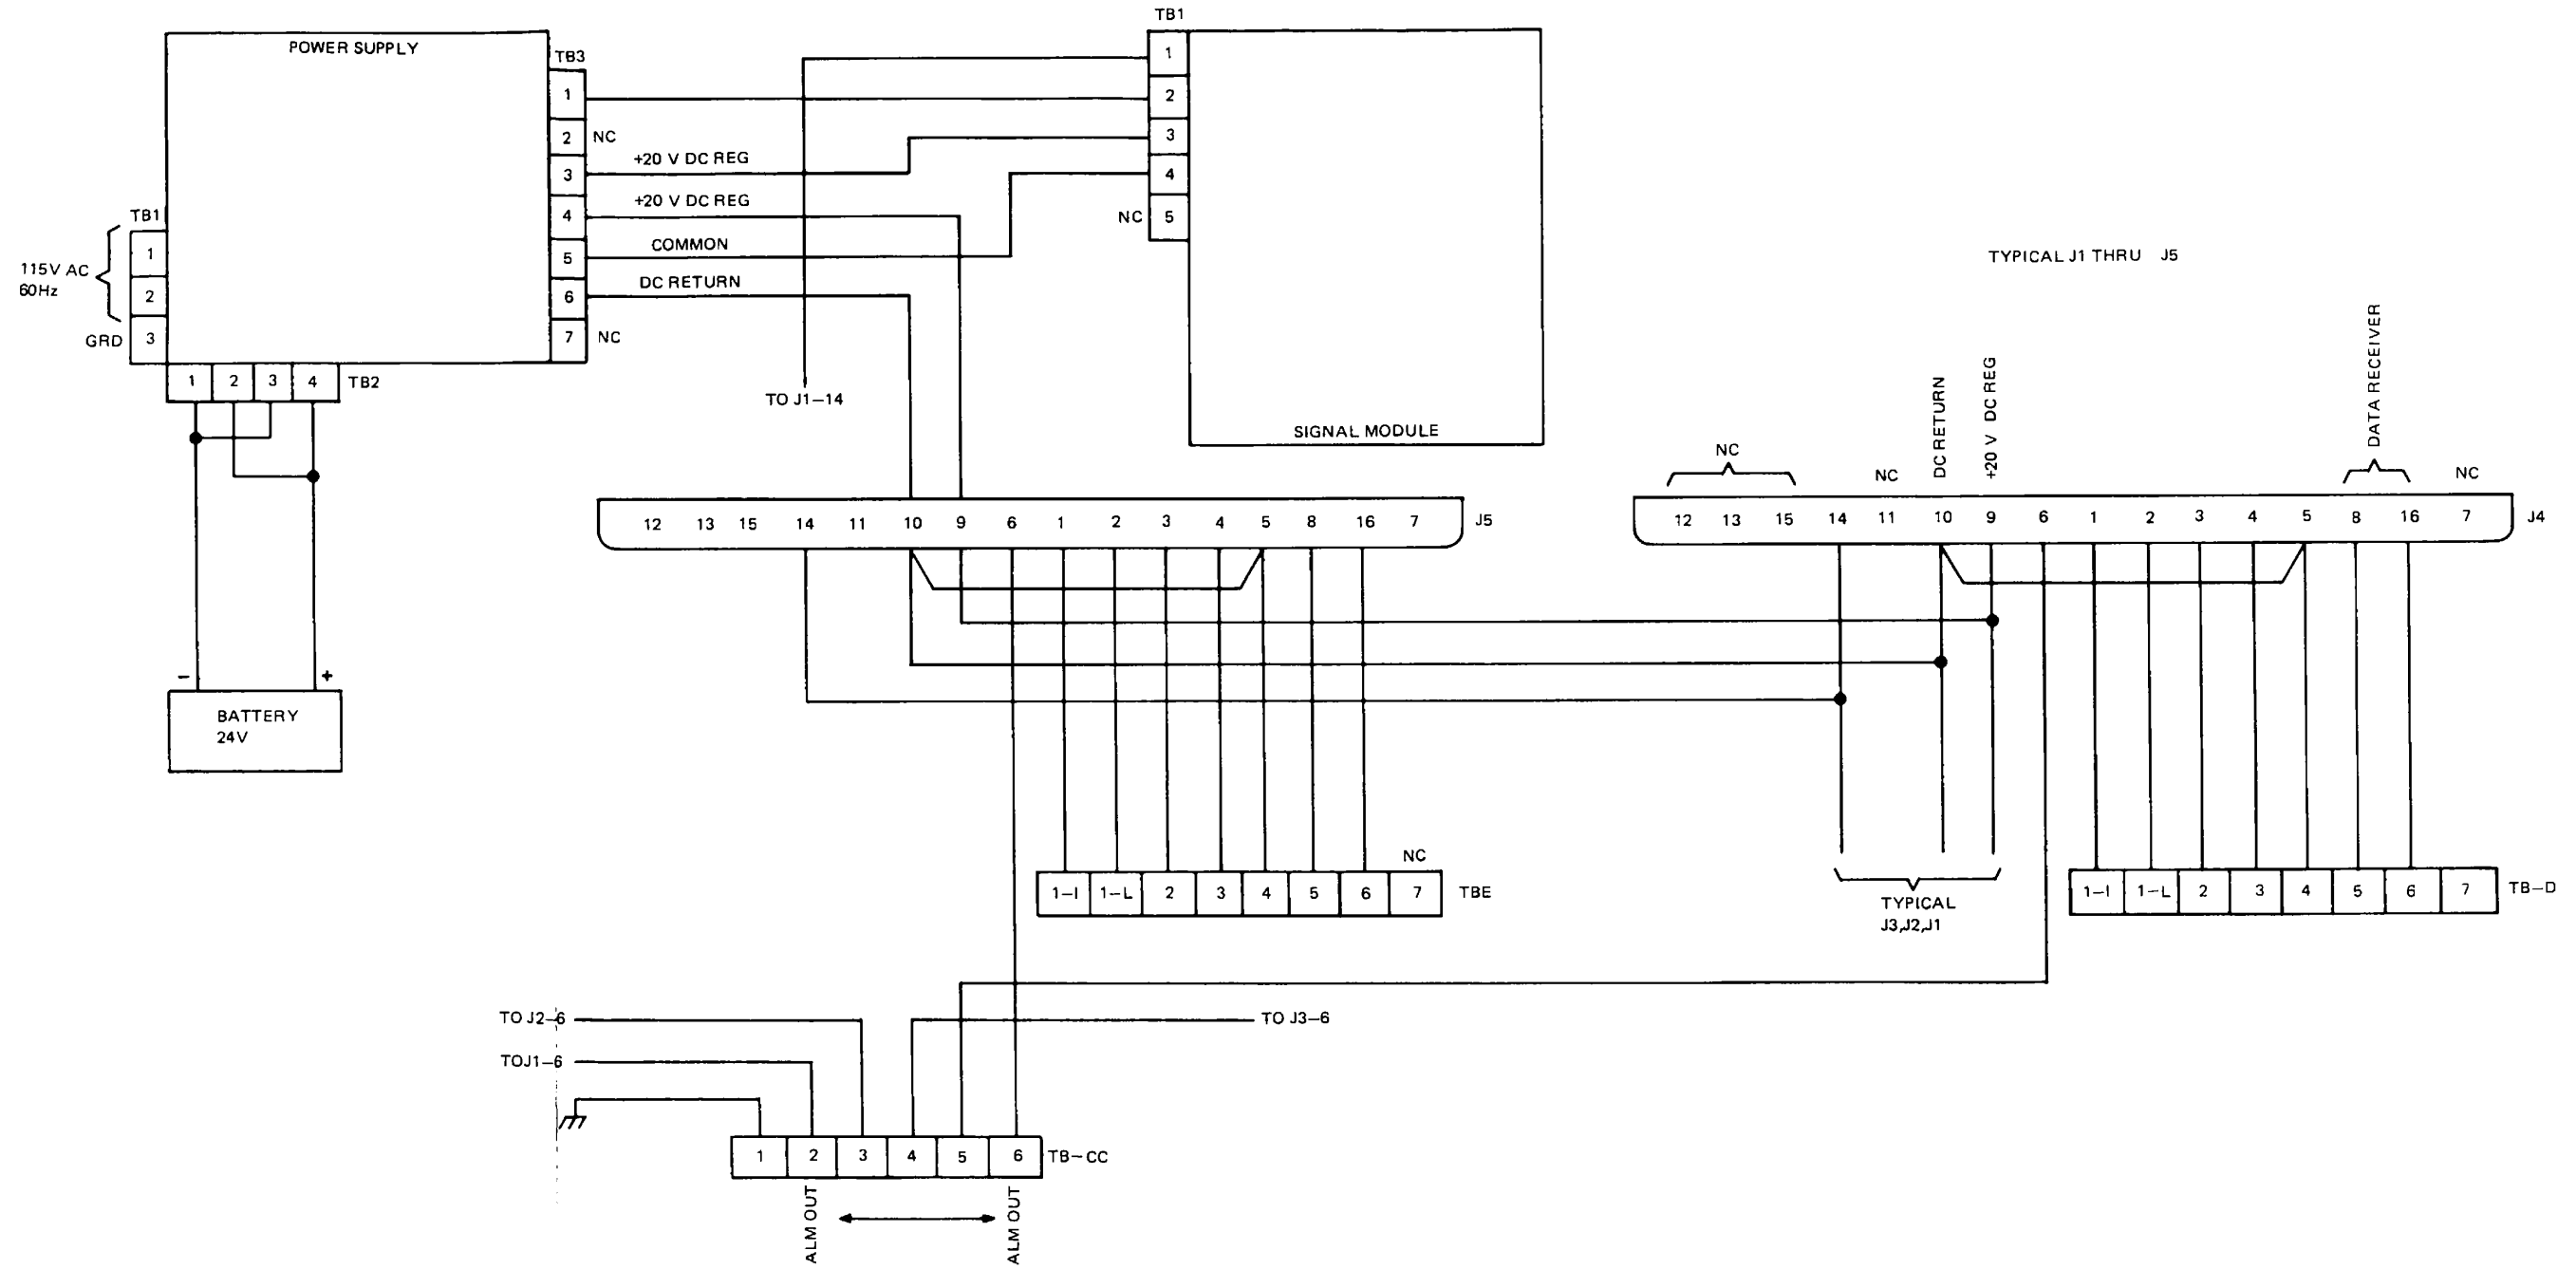 POWER SUPPLY
TB3
1
2 NC
3 +20 V DC REG
4 +20 V DC REG
5 COMMON
6 DC RETURN
7 NC
TB1
115V AC
60Hz
1
2
GRD 3
1 2 3 4 TB2
- +
BATTERY
24V
TB1
1
2
3
4
NC 5
SIGNAL MODULE
TO J1-14
TYPICAL J1 THRU J5
NC
NC
DC RETURN
+20 V DC REG
DATA RECEIVER
NC
12 13 15 14 11 10 9 6 1 2 3 4 5 8 16 7 J5
12 13 15 14 11 10 9 6 1 2 3 4 5 8 16 7 J4
NC
1-I 1-L 2 3 4 5 6 7 TBE
TYPICAL
J3,J2,J1
1-I 1-L 2 3 4 5 6 7 TB-D
TO J2-6
TO J3-6
TOJ1-6
1 2 3 4 5 6 TB-CC
ALM OUT
ALM OUT